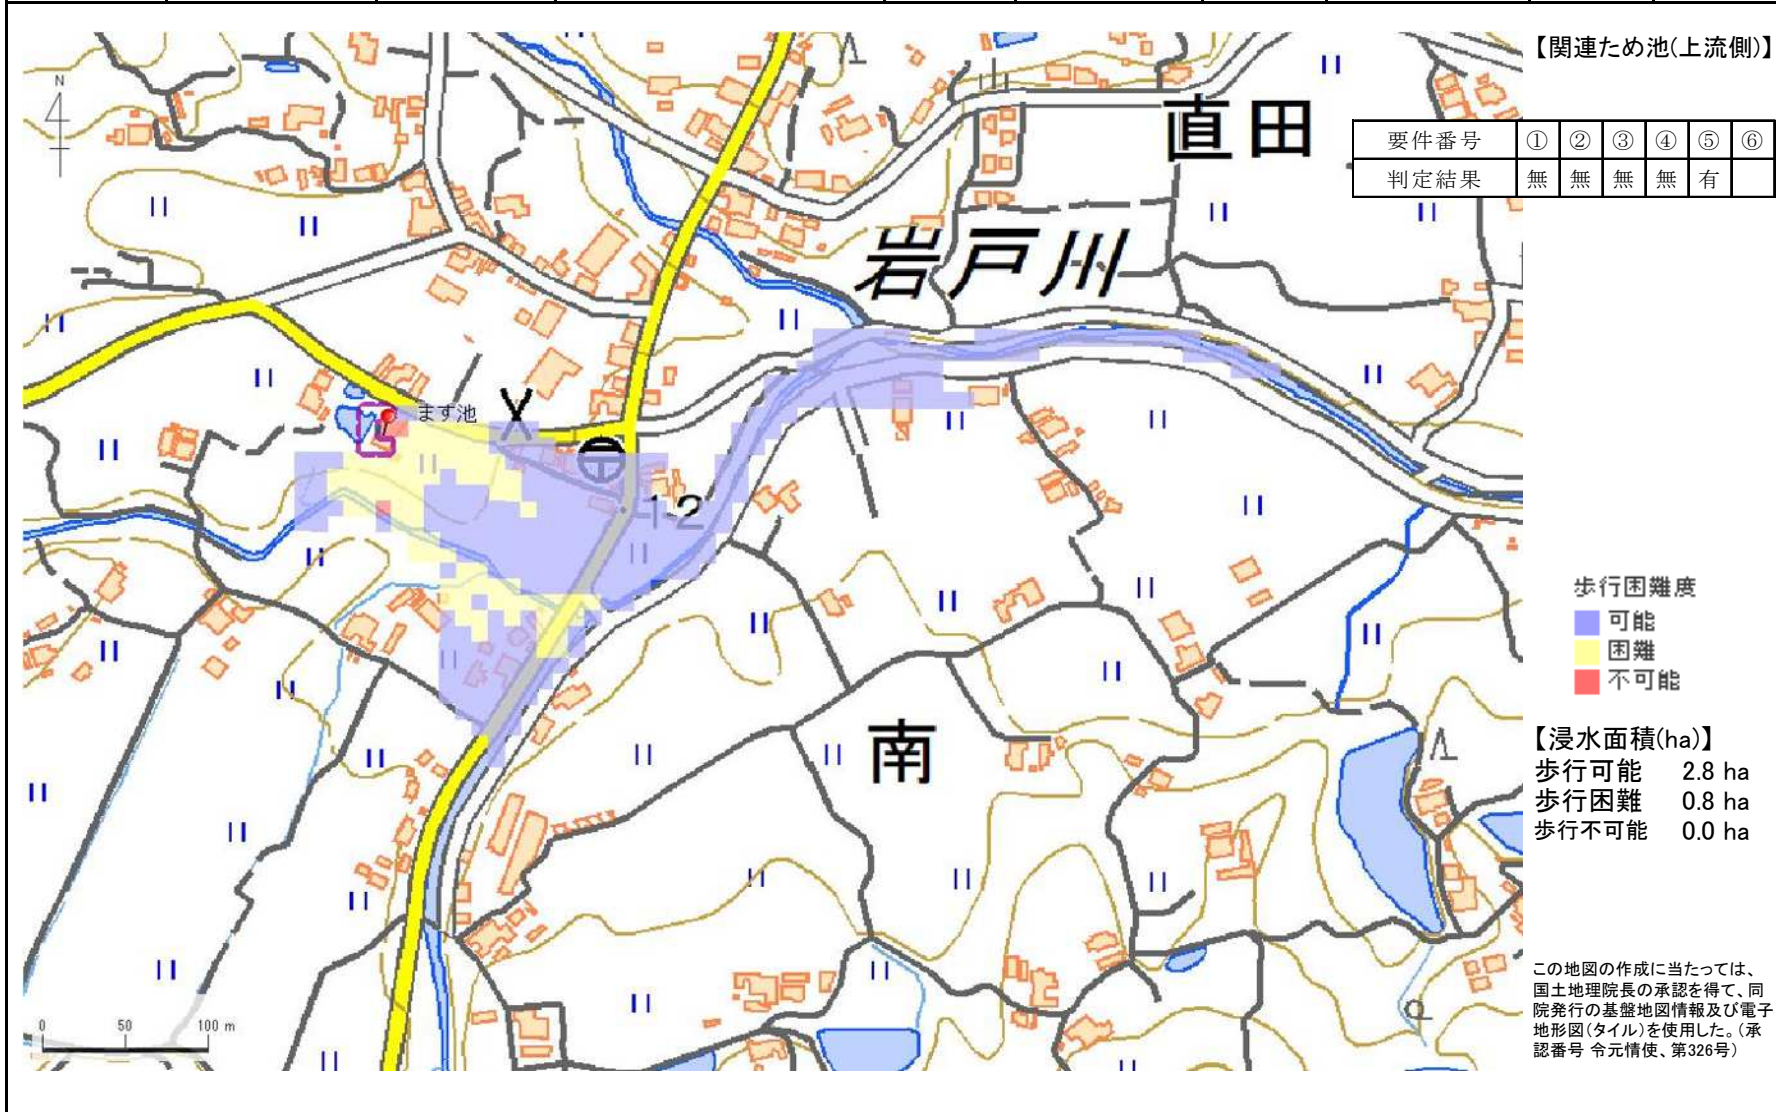 【関連ため池(上流側)】
要件番号 ① ② ③ ④ ⑤ ⑥
判定結果 無 無 無 無 有
N
直田
岩戸川
まず池
12
南
歩行困難度
可能
困難
不可能
【浸水面積(ha)】
歩行可能 2.8 ha
歩行困難 0.8 ha
歩行不可能 0.0 ha
この地図の作成に当たっては、
国土地理院長の承認を得て、同
院発行の基盤地図情報及び電子
地形図(タイル)を使用した。(承
認番号 令元情使、第326号)
0 50 100 m